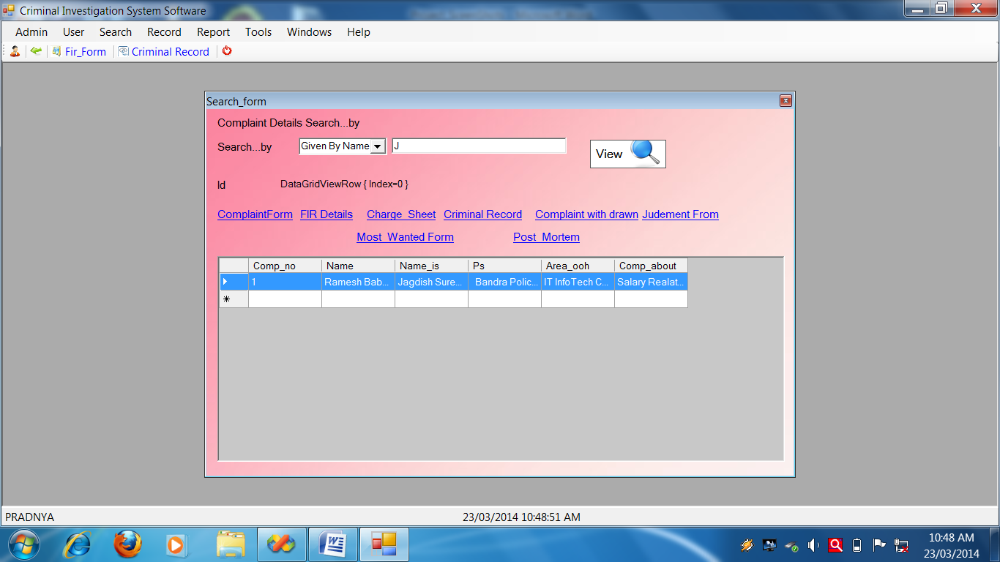 Criminal Investigation System Software
Admin User Search Record Report Tools Windows Help
Fir_Form Criminal Record
Search_form
Complaint Details Search...by
Search...by Given By Name J View
Id DataGridViewRow { Index=0 }
ComplaintForm FIR Details Charge_Sheet Criminal Record Complaint with drawn Judement From
Most_Wanted Form Post_Mortem
Comp_no Name Name_is Ps Area_ooh Comp_about
1 Ramesh Bab... Jagdish Sure... Bandra Polic... IT InfoTech C... Salary Realat...
PRADNYA 23/03/2014 10:48:51 AM
10:48 AM
23/03/2014